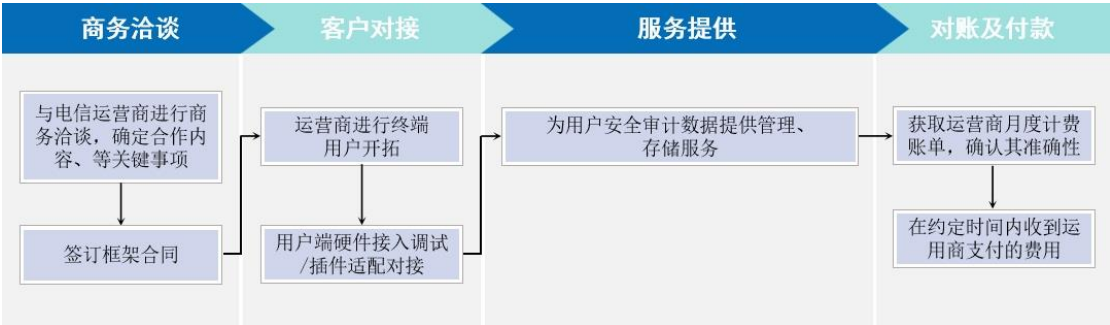 商务洽谈
客户对接
服务提供
对账及付款
与电信运营商进行商
务洽谈，确定合作内
容、等关键事项
签订框架合同
运营商进行终端
用户开拓
用户端硬件接入调试
/插件适配对接
为用户安全审计数据提供管理、
存储服务
获取运营商月度计费
账单，确认其准确性
在约定时间内收到运
用商支付的费用